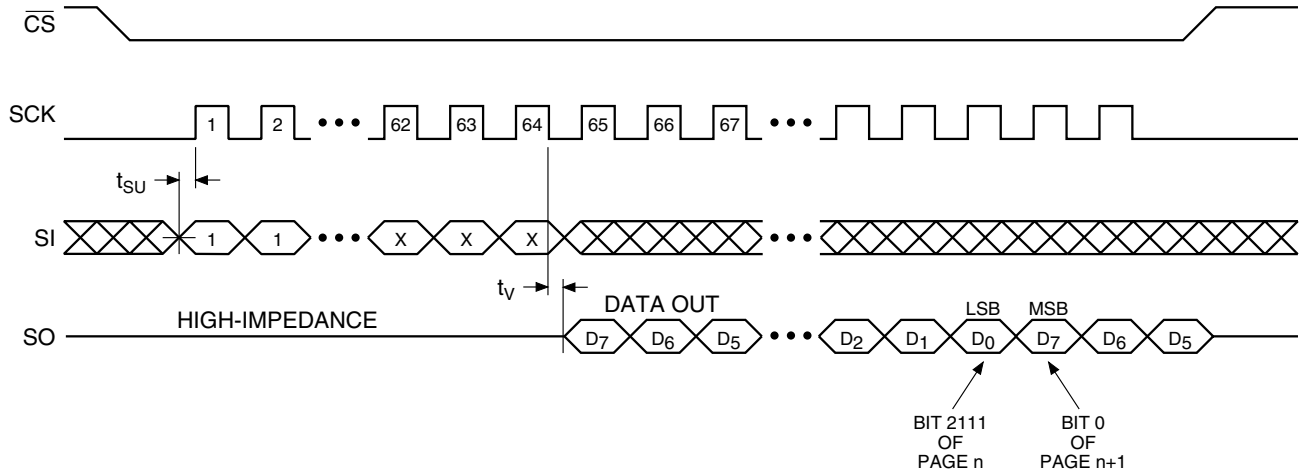 CS
SCK
1 2 62 63 64 65 66 67
tSU
SI
1 1 X X X
tV
DATA OUT
HIGH-IMPEDANCE
LSB MSB
SO
D7 D6 D5 D2 D1 D0 D7 D6 D5
BIT 2111
OF
PAGE n
BIT 0
OF
PAGE n+1